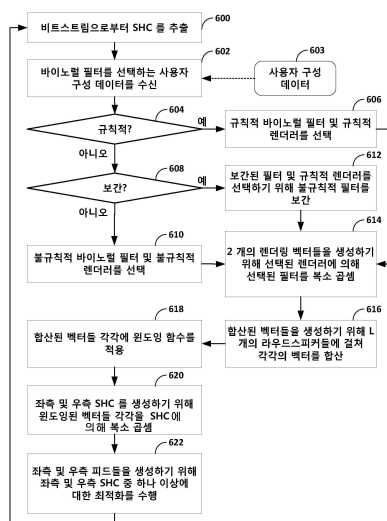 600
비트스트림으로부터 SHC 를 추출
602
바이노럴 필터를 선택하는 사용자
구성 데이터를 수신
603
사용자 구성
데이터
604
규칙적?
예
아니오
606
규칙적 바이노럴 필터 및 규칙적
렌더러를 선택
608
보간?
예
아니오
612
보간된 필터 및 규칙적 렌더러를
선택하기 위해 불규칙적 필터를
보간
610
불규칙적 바이노럴 필터 및 불규칙적
렌더러를 선택
614
2 개의 렌더링 벡터들을 생성하기
위해 선택된 렌더러에 의해
선택된 필터를 복소 곱셈
616
합산된 벡터들을 생성하기 위해 L
개의 라우드스피커들에 걸쳐
각각의 벡터를 합산
618
합산된 벡터들 각각에 윈도잉 함수를
적용
620
좌측 및 우측 SHC 를 생성하기 위해
윈도잉된 벡터들 각각을 SHC 에
의해 복소 곱셈
622
좌측 및 우측 피드들을 생성하기 위해
좌측 및 우측 SHC 중 하나 이상에
대한 최적화를 수행